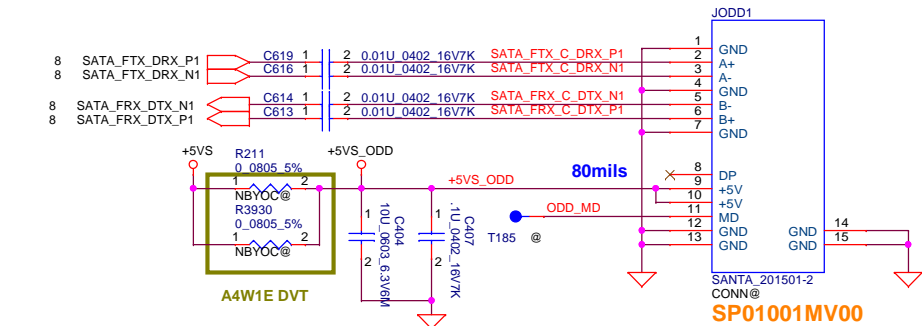 JODD1
1
GND
8 SATA_FTX_DRX_P1 C619 1 2 0.01U_0402_16V7K SATA_FTX_C_DRX_P1 2 A+
8 SATA_FTX_DRX_N1 C616 1 2 0.01U_0402_16V7K SATA_FTX_C_DRX_N1 3 A-
4 GND
8 SATA_FRX_DTX_N1 C614 1 2 0.01U_0402_16V7K SATA_FRX_C_DTX_N1 5 B-
8 SATA_FRX_DTX_P1 C613 1 2 0.01U_0402_16V7K SATA_FRX_C_DTX_P1 6 B+
7 GND
+5VS
R211
0_0805_5%
1 2
NBYOC@
R3930
0_0805_5%
1 2
NBYOC@
A4W1E DVT
+5VS_ODD
+5VS_ODD
80mils
8 DP
9 +5V
10 +5V
ODD_MD
11 MD
T185 @
12 GND
13 GND
GND 14
GND 15
1
2
C404
10U_0603_6.3V6M
1
2
C407
.1U_0402_16V7K
SANTA_201501-2
CONN@
SP01001MV00